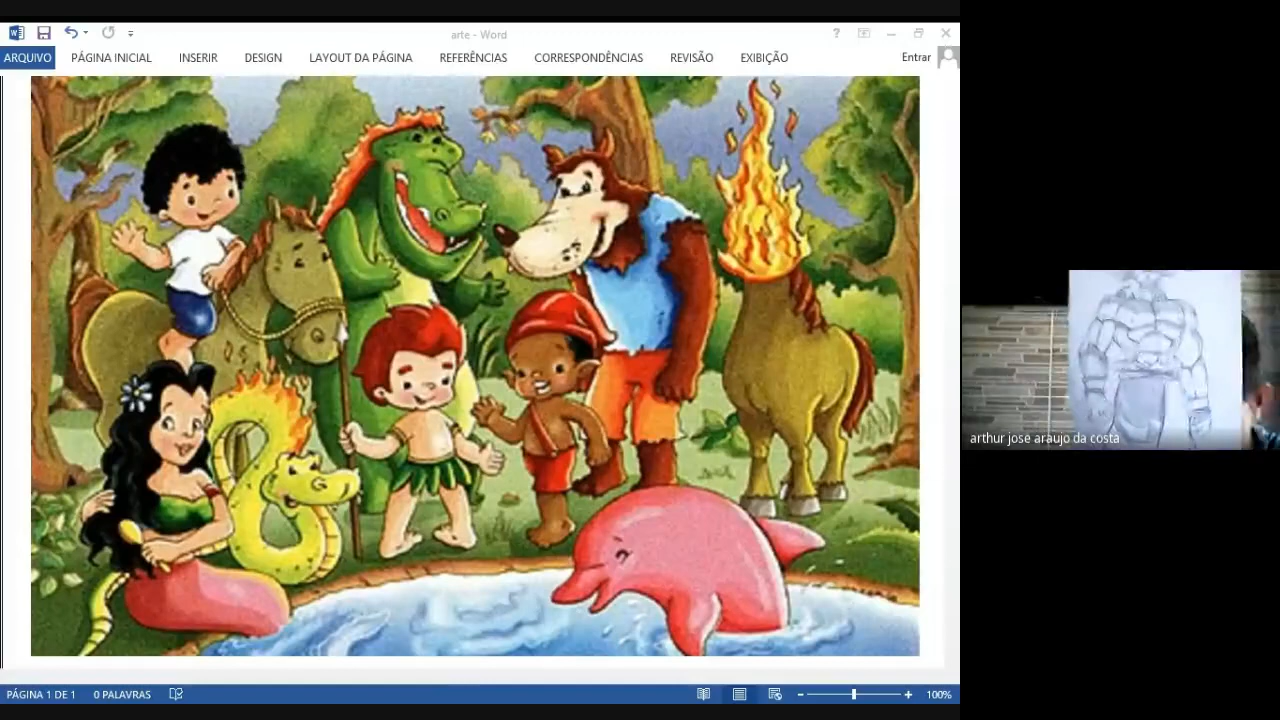 arte - Word
ARQUIVO PÁGINA INICIAL INSERIR DESIGN LAYOUT DA PÁGINA REFERÊNCIAS CORRESPONDÊNCIAS REVISÃO EXIBIÇÃO Entrar
arthur jose araujo da costa
PÁGINA 1 DE 1 0 PALAVRAS 100%